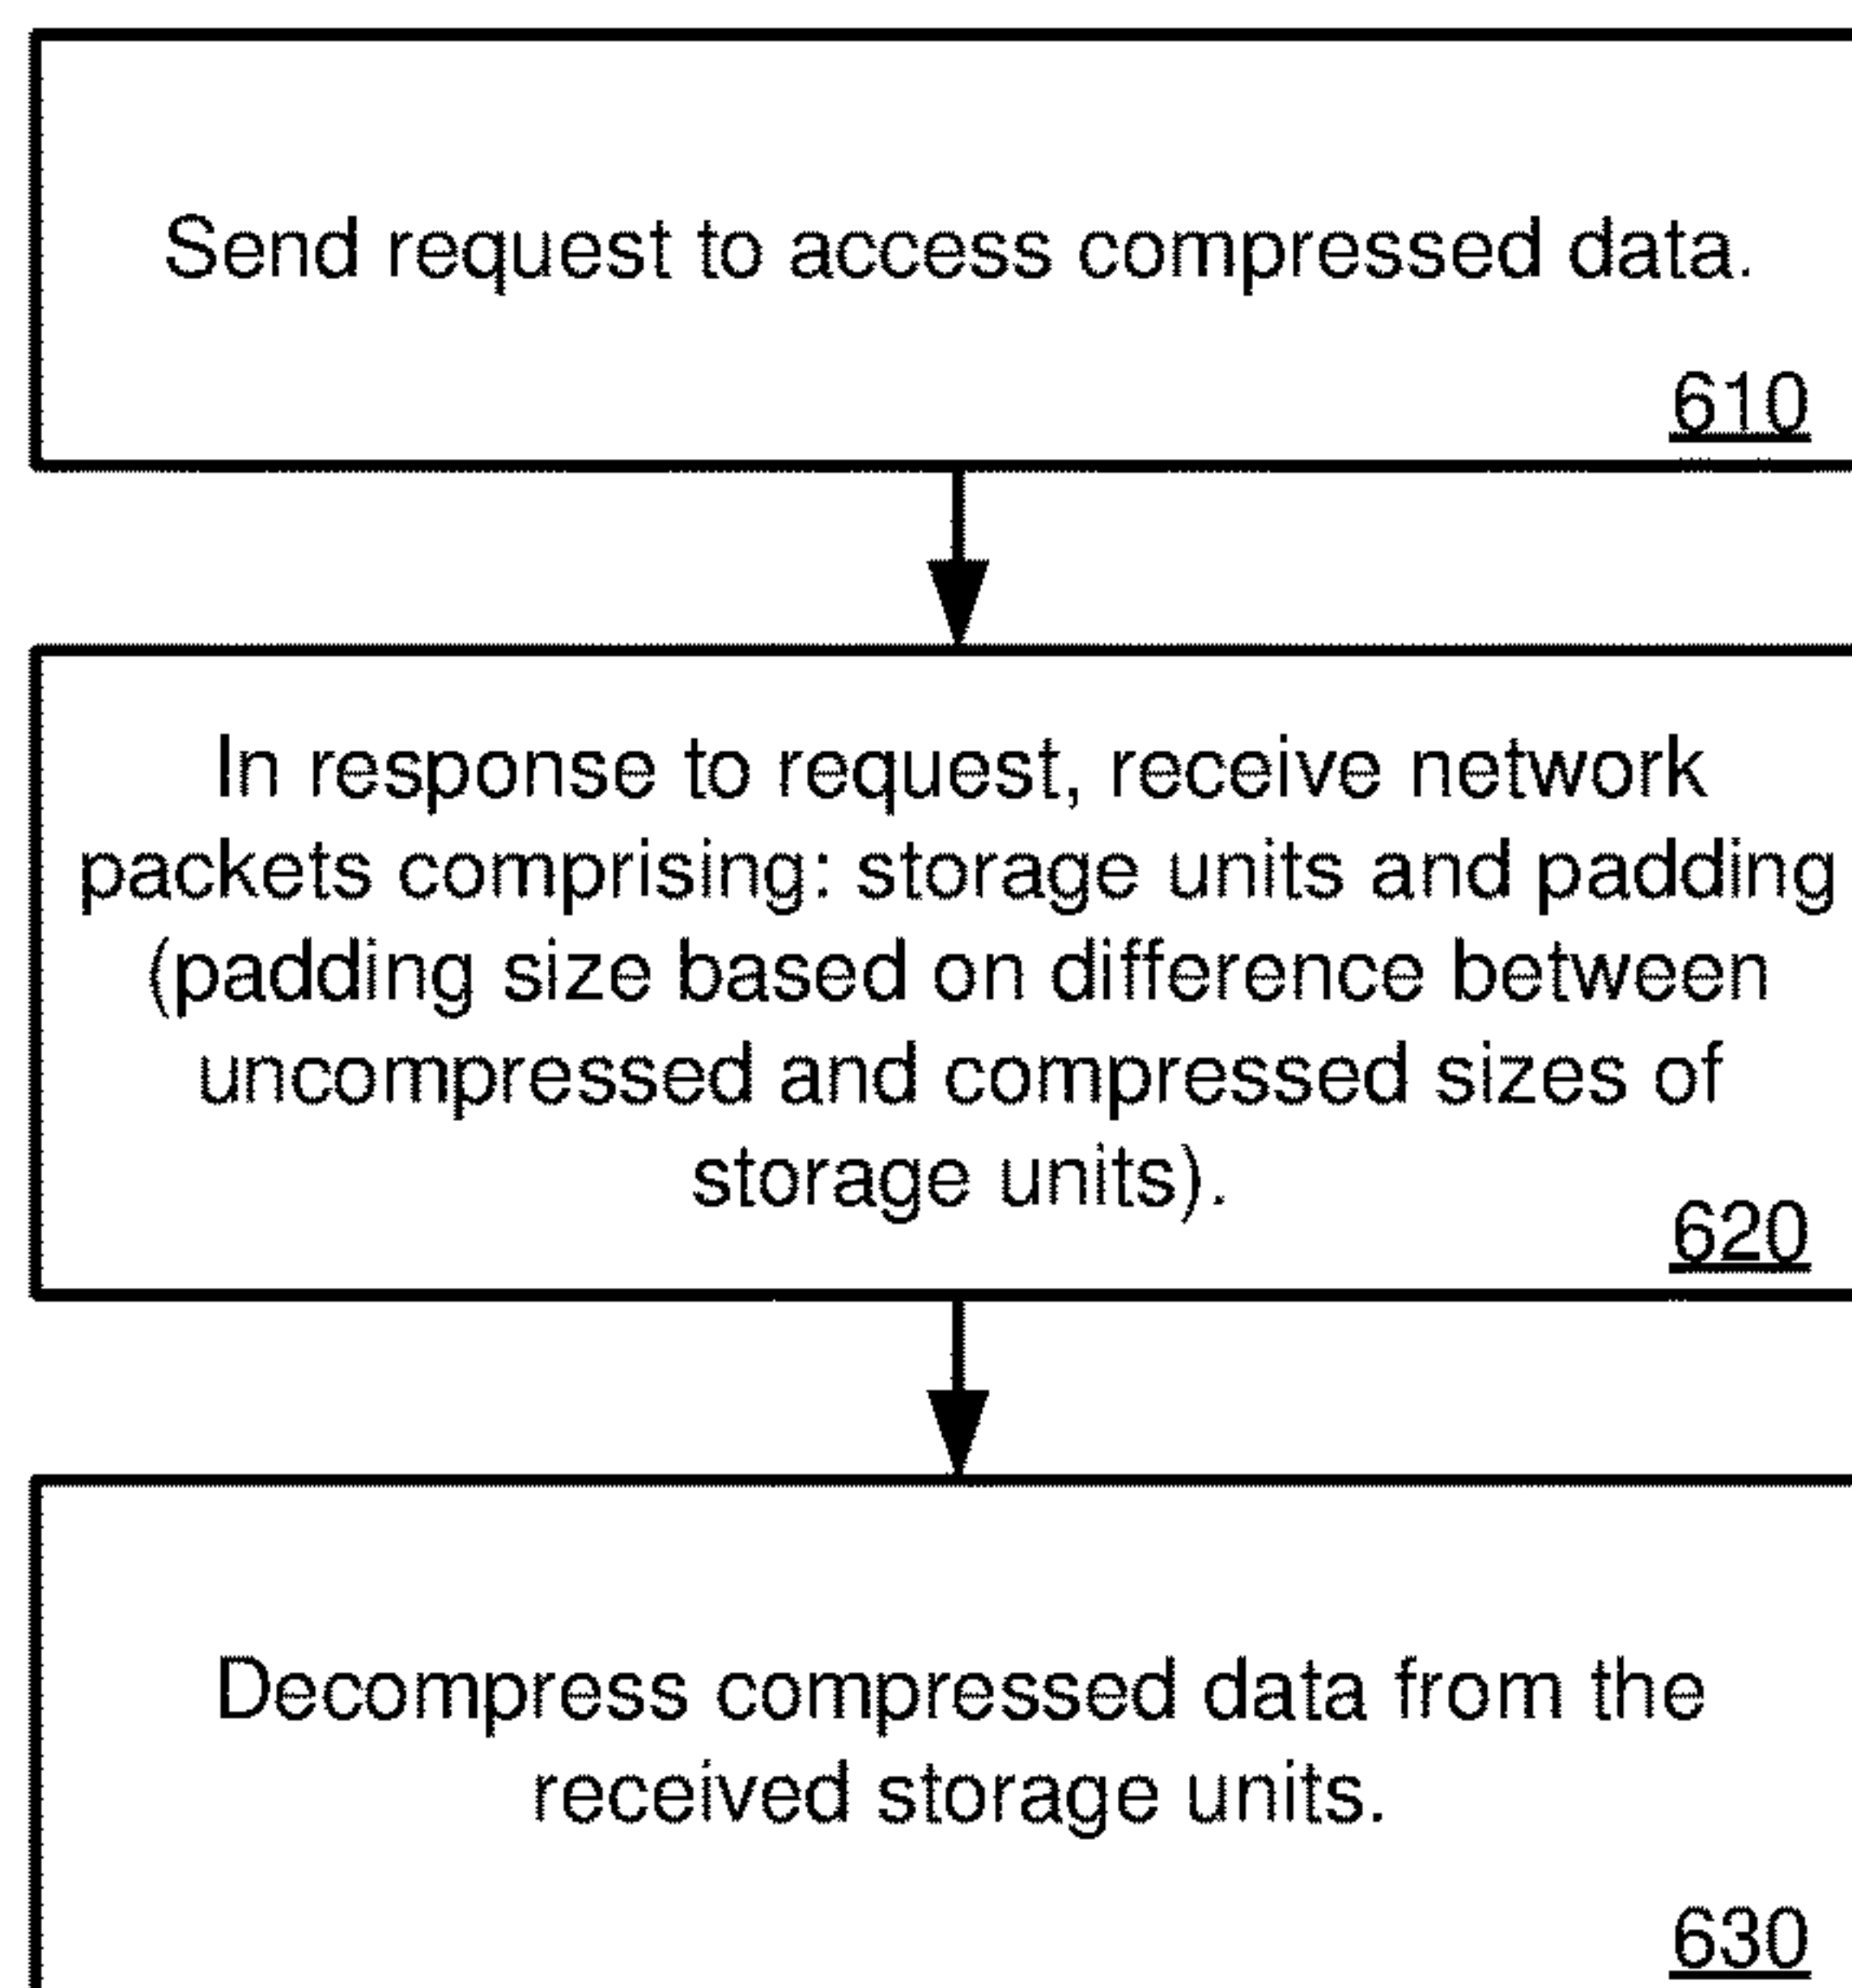 Send request to access compressed data.
610
In response to request, receive network
packets comprising: storage units and padding
(padding size based on difference between
uncompressed and compressed sizes of
storage units).
620
Decompress compressed data from the
received storage units.
630